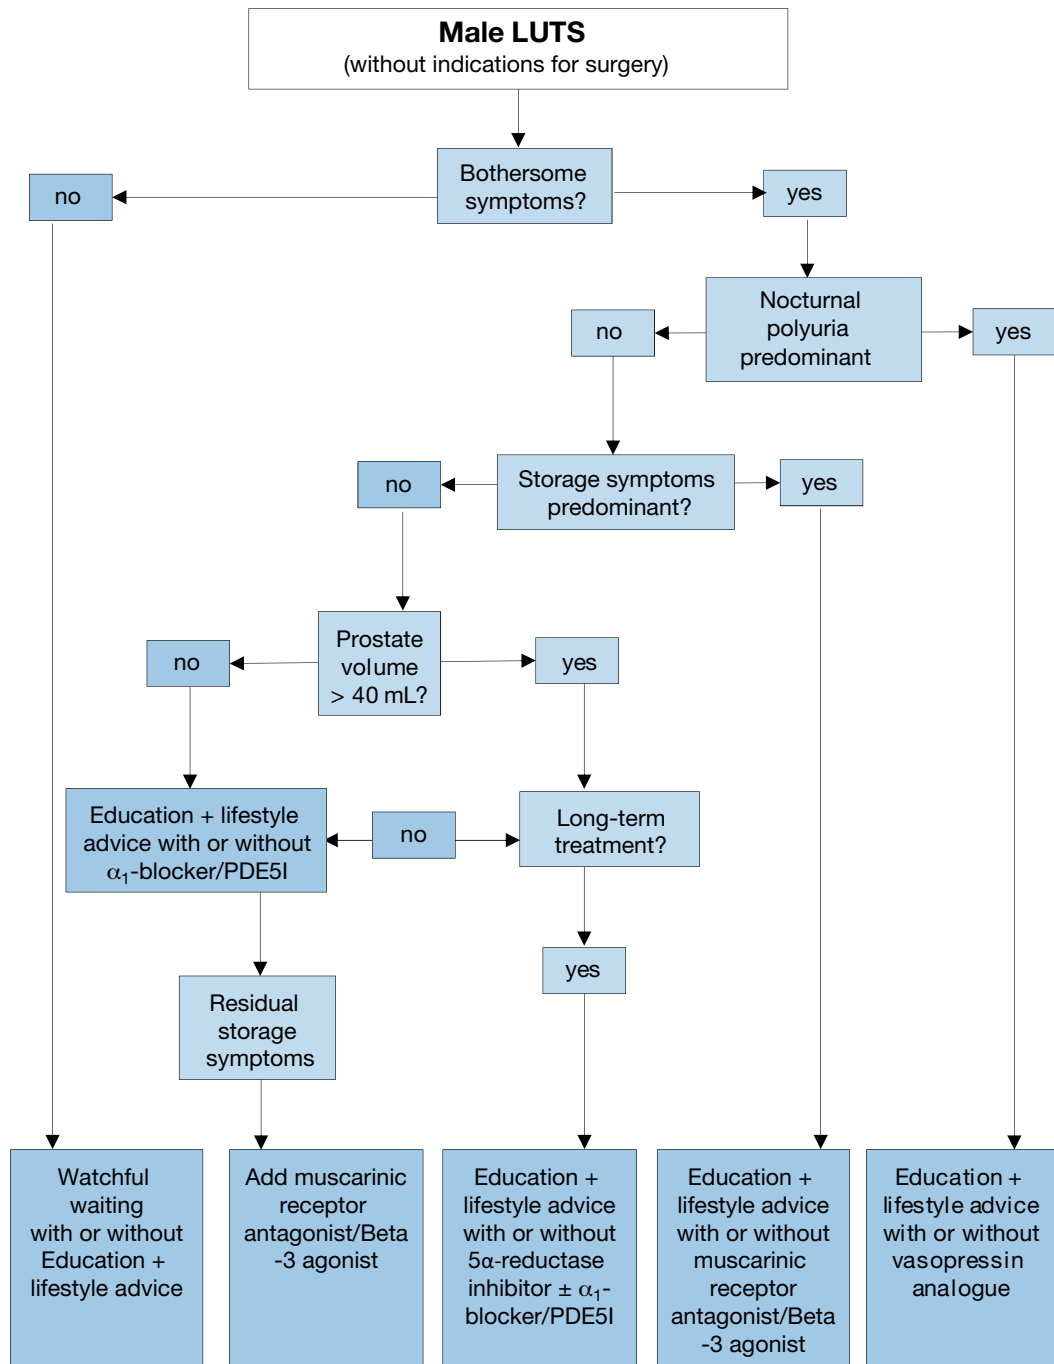 Male LUTS
(without indications for surgery)
Bothersome
symptoms?
no
yes
Nocturnal
polyuria
predominant
no
yes
Storage symptoms
predominant?
no
yes
Prostate
volume
> 40 mL?
no
yes
Education + lifestyle
advice with or without
α₁-blocker/PDE5I
no
Long-term
treatment?
yes
Residual
storage
symptoms
Watchful
waiting
with or without
Education +
lifestyle advice
Add muscarinic
receptor
antagonist/Beta
-3 agonist
Education +
lifestyle advice
with or without
5α-reductase
inhibitor ± α₁-
blocker/PDE5I
Education +
lifestyle advice
with or without
muscarinic
receptor
antagonist/Beta
-3 agonist
Education +
lifestyle advice
with or without
vasopressin
analogue